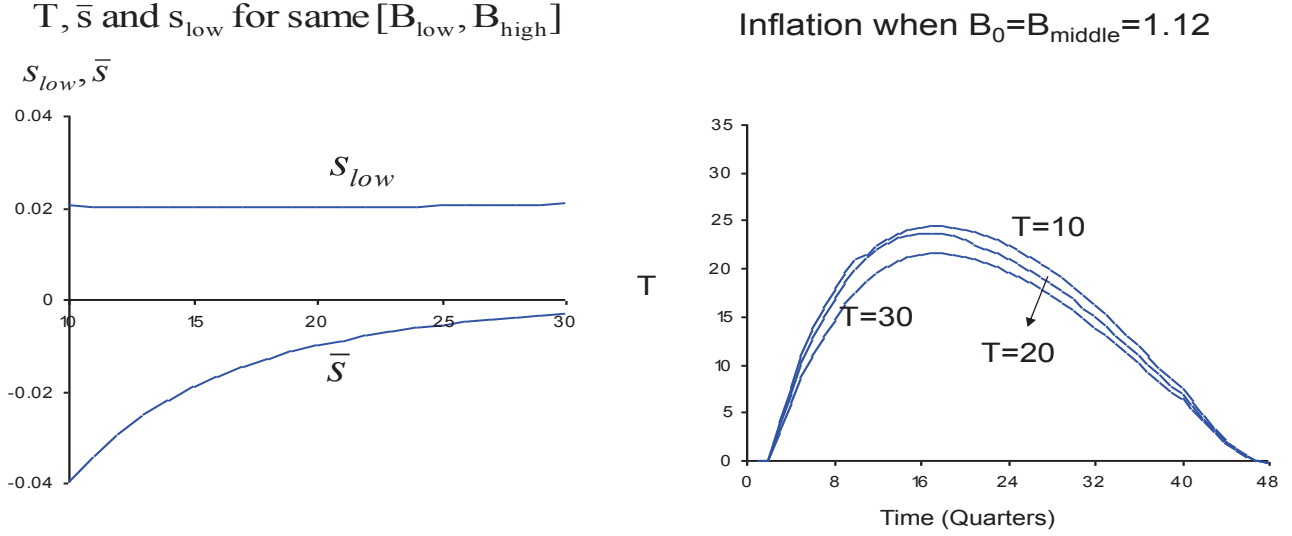 T, s̅ and s_low for same [B_low, B_high]
s_low, s̅
0.04
0.02
0
-0.02
-0.04
10
15
20
25
30
T
s_low
s̅
Inflation when B_0=B_middle=1.12
35
30
25
20
15
10
5
0
0
8
16
24
32
40
48
T=10
T=30
T=20
Time (Quarters)